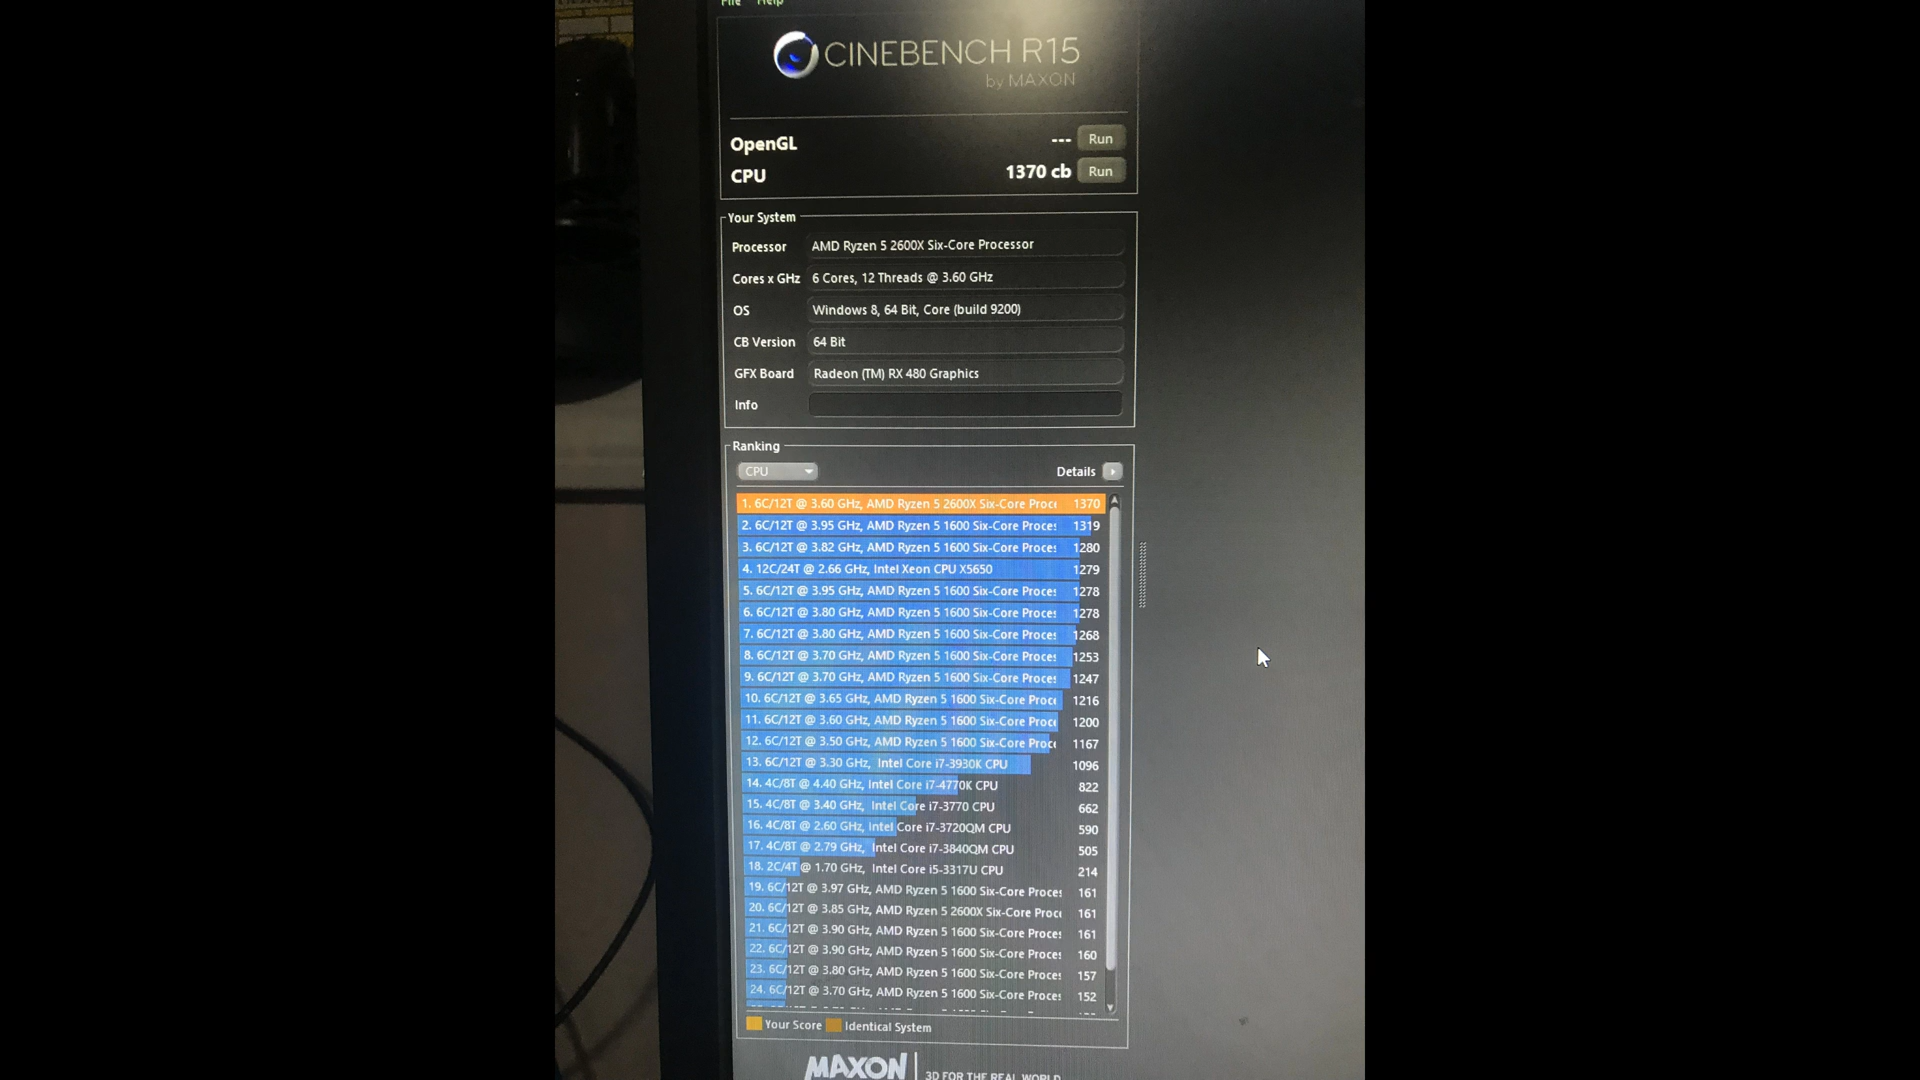 File Help
CINEBENCH R15
by MAXON
OpenGL --- Run
CPU 1370 cb Run
Your System
Processor AMD Ryzen 5 2600X Six-Core Processor
Cores x GHz 6 Cores, 12 Threads @ 3.60 GHz
OS Windows 8, 64 Bit, Core (build 9200)
CB Version 64 Bit
GFX Board Radeon (TM) RX 480 Graphics
Info
Ranking
CPU Details
1. 6C/12T @ 3.60 GHz, AMD Ryzen 5 2600X Six-Core Proce 1370
2. 6C/12T @ 3.95 GHz, AMD Ryzen 5 1600 Six-Core Proces 1319
3. 6C/12T @ 3.82 GHz, AMD Ryzen 5 1600 Six-Core Proces 1280
4. 12C/24T @ 2.66 GHz, Intel Xeon CPU X5650 1279
5. 6C/12T @ 3.95 GHz, AMD Ryzen 5 1600 Six-Core Proces 1278
6. 6C/12T @ 3.80 GHz, AMD Ryzen 5 1600 Six-Core Proces 1278
7. 6C/12T @ 3.80 GHz, AMD Ryzen 5 1600 Six-Core Proces 1268
8. 6C/12T @ 3.70 GHz, AMD Ryzen 5 1600 Six-Core Proces 1253
9. 6C/12T @ 3.70 GHz, AMD Ryzen 5 1600 Six-Core Proces 1247
10. 6C/12T @ 3.65 GHz, AMD Ryzen 5 1600 Six-Core Proce 1216
11. 6C/12T @ 3.60 GHz, AMD Ryzen 5 1600 Six-Core Proce 1200
12. 6C/12T @ 3.50 GHz, AMD Ryzen 5 1600 Six-Core Proce 1167
13. 6C/12T @ 3.30 GHz, Intel Core i7-3930K CPU 1096
14. 4C/8T @ 4.40 GHz, Intel Core i7-4770K CPU 822
15. 4C/8T @ 3.40 GHz, Intel Core i7-3770 CPU 662
16. 4C/8T @ 2.60 GHz, Intel Core i7-3720QM CPU 590
17. 4C/8T @ 2.79 GHz, Intel Core i7-3840QM CPU 505
18. 2C/4T @ 1.70 GHz, Intel Core i5-3317U CPU 214
19. 6C/12T @ 3.97 GHz, AMD Ryzen 5 1600 Six-Core Proces 161
20. 6C/12T @ 3.85 GHz, AMD Ryzen 5 2600X Six-Core Proce 161
21. 6C/12T @ 3.90 GHz, AMD Ryzen 5 1600 Six-Core Proces 161
22. 6C/12T @ 3.90 GHz, AMD Ryzen 5 1600 Six-Core Proces 160
23. 6C/12T @ 3.80 GHz, AMD Ryzen 5 1600 Six-Core Proces 157
24. 6C/12T @ 3.70 GHz, AMD Ryzen 5 1600 Six-Core Proces 152
Your Score Identical System
MAXON 3D FOR THE REAL WORLD